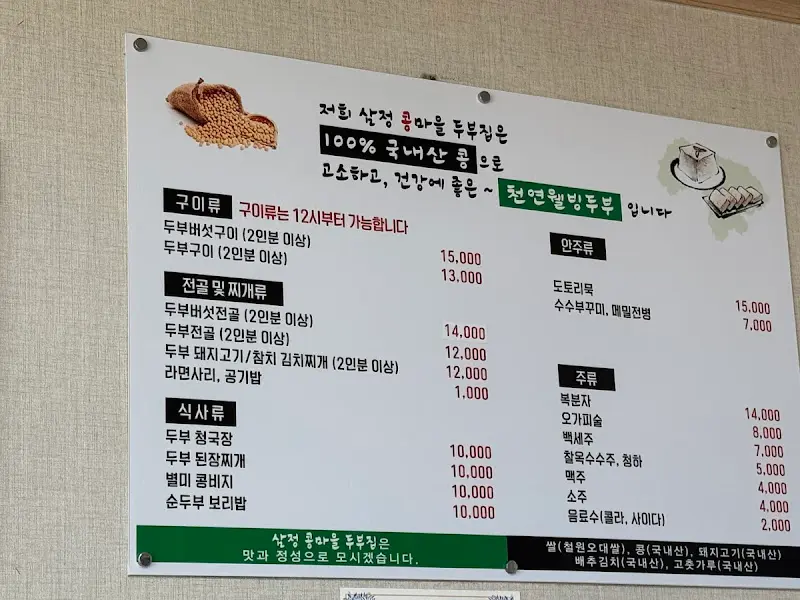 저희 삼정 콩마을 두부집은
100% 국내산 콩으로
고소하고, 건강에 좋은~ 천연웰빙두부 입니다
구이류 구이류는 12시부터 가능합니다
두부버섯구이 (2인분 이상) 15.000
두부구이 (2인분 이상) 13.000
전골 및 찌개류
두부버섯전골 (2인분 이상) 14,000
두부전골 (2인분 이상) 12,000
두부 돼지고기/참치 김치찌개 (2인분 이상) 12,000
라면사리, 공기밥 1,000
식사류
두부 청국장 10,000
두부 된장찌개 10,000
별미 콩비지 10,000
순두부 보리밥 10,000
안주류
도토리묵 15.000
수수부꾸미, 메밀전병 7,000
주류
복분자 14,000
오가피술 8,000
백세주 7,000
찰옥수수주, 청하 5,000
맥주 4,000
소주 4,000
음료수(콜라, 사이다) 2,000
삼정 콩마을 두부집은
맛과 정성으로 모시겠습니다.
쌀(철원오대쌀), 콩(국내산), 돼지고기(국내산)
배추김치(국내산), 고춧가루(국내산)